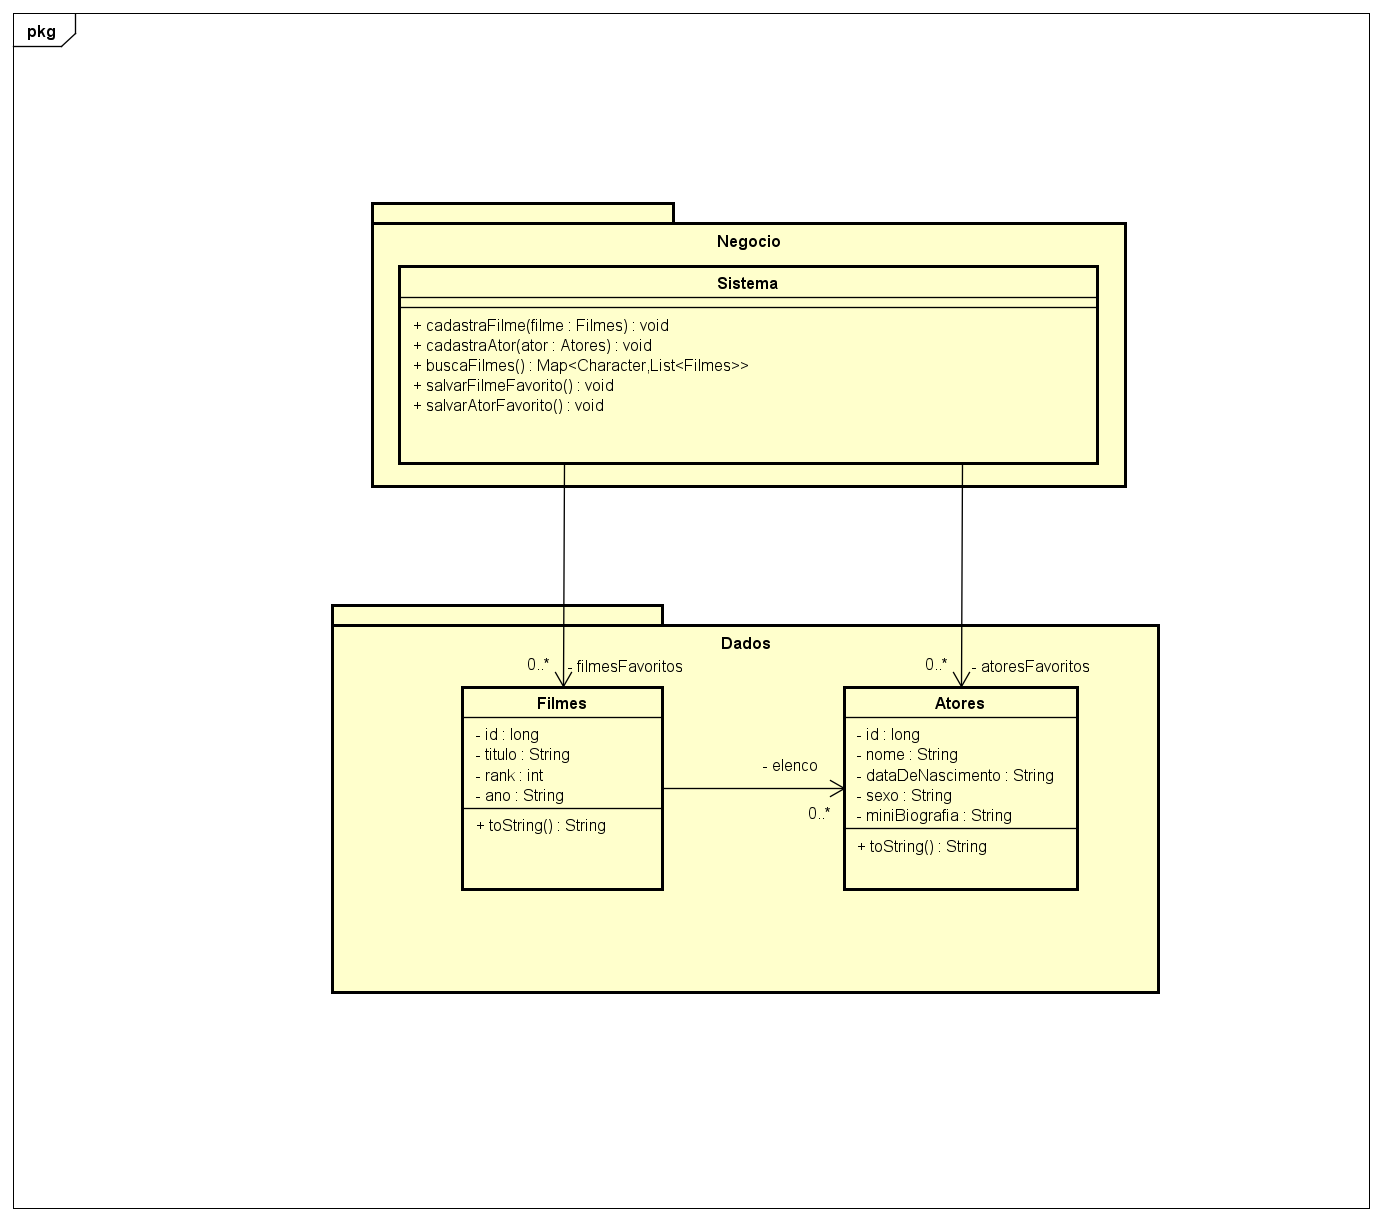 pkg
Negocio
Sistema
+ cadastraFilme(filme : Filmes) : void
+ cadastraAtor(ator : Atores) : void
+ buscaFilmes() : Map<Character,List<Filmes>>
+ salvarFilmeFavorito() : void
+ salvarAtorFavorito() : void
Dados
0..*
- filmesFavoritos
0..*
- atoresFavoritos
Filmes
- id : long
- titulo : String
- rank : int
- ano : String
+ toString() : String
- elenco
0..*
Atores
- id : long
- nome : String
- dataDeNascimento : String
- sexo : String
- miniBiografia : String
+ toString() : String